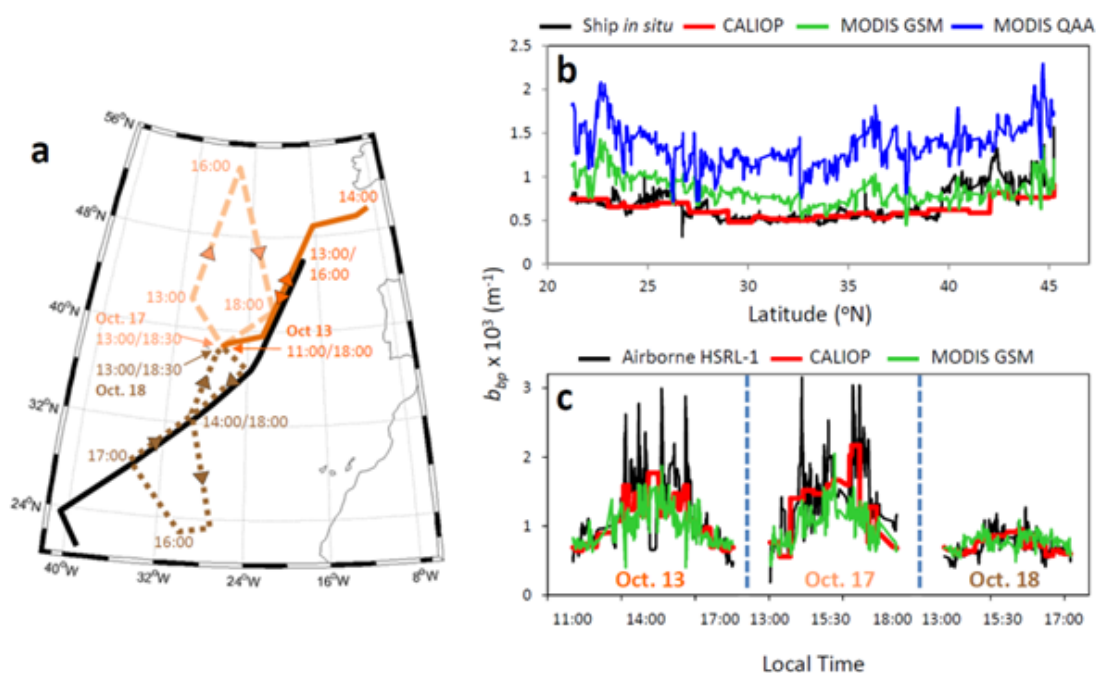 a
56°N
48°N
40°N
32°N
24°N
40°W
32°W
24°W
16°W
8°W
16:00
14:00
13:00/
16:00
13:00
18:00
Oct. 17
13:00/18:30
Oct 13
11:00/18:00
13:00/18:30
Oct. 18
14:00/18:00
17:00
16:00
Ship in situ CALIOP MODIS GSM MODIS QAA
b
2.5
2
1.5
1
0.5
0
20 25 30 35 40 45
Latitude (°N)
b_bp x 10³ (m⁻¹)
Airborne HSRL-1 CALIOP MODIS GSM
c
3
2
1
0
Oct. 13 Oct. 17 Oct. 18
11:00 14:00 17:00 13:00 15:30 18:00 13:00 15:30 17:00
Local Time